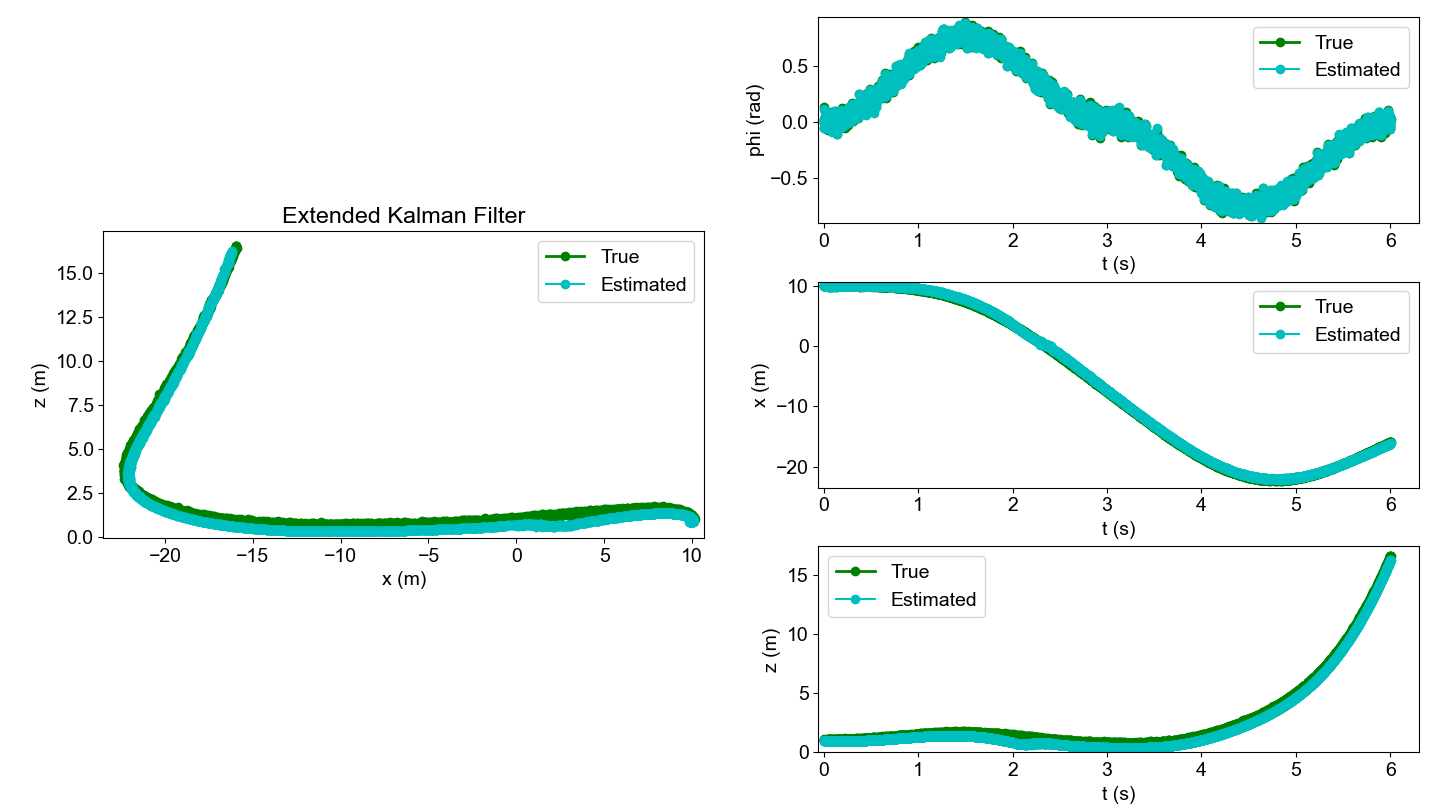 Extended Kalman Filter
True
Estimated
z (m)
15.0
12.5
10.0
7.5
5.0
2.5
0.0
−20 −15 −10 −5 0 5 10
x (m)
True
Estimated
phi (rad)
0.5
0.0
−0.5
0 1 2 3 4 5 6
t (s)
True
Estimated
x (m)
10
0
−10
−20
0 1 2 3 4 5 6
t (s)
True
Estimated
z (m)
15
10
5
0
0 1 2 3 4 5 6
t (s)